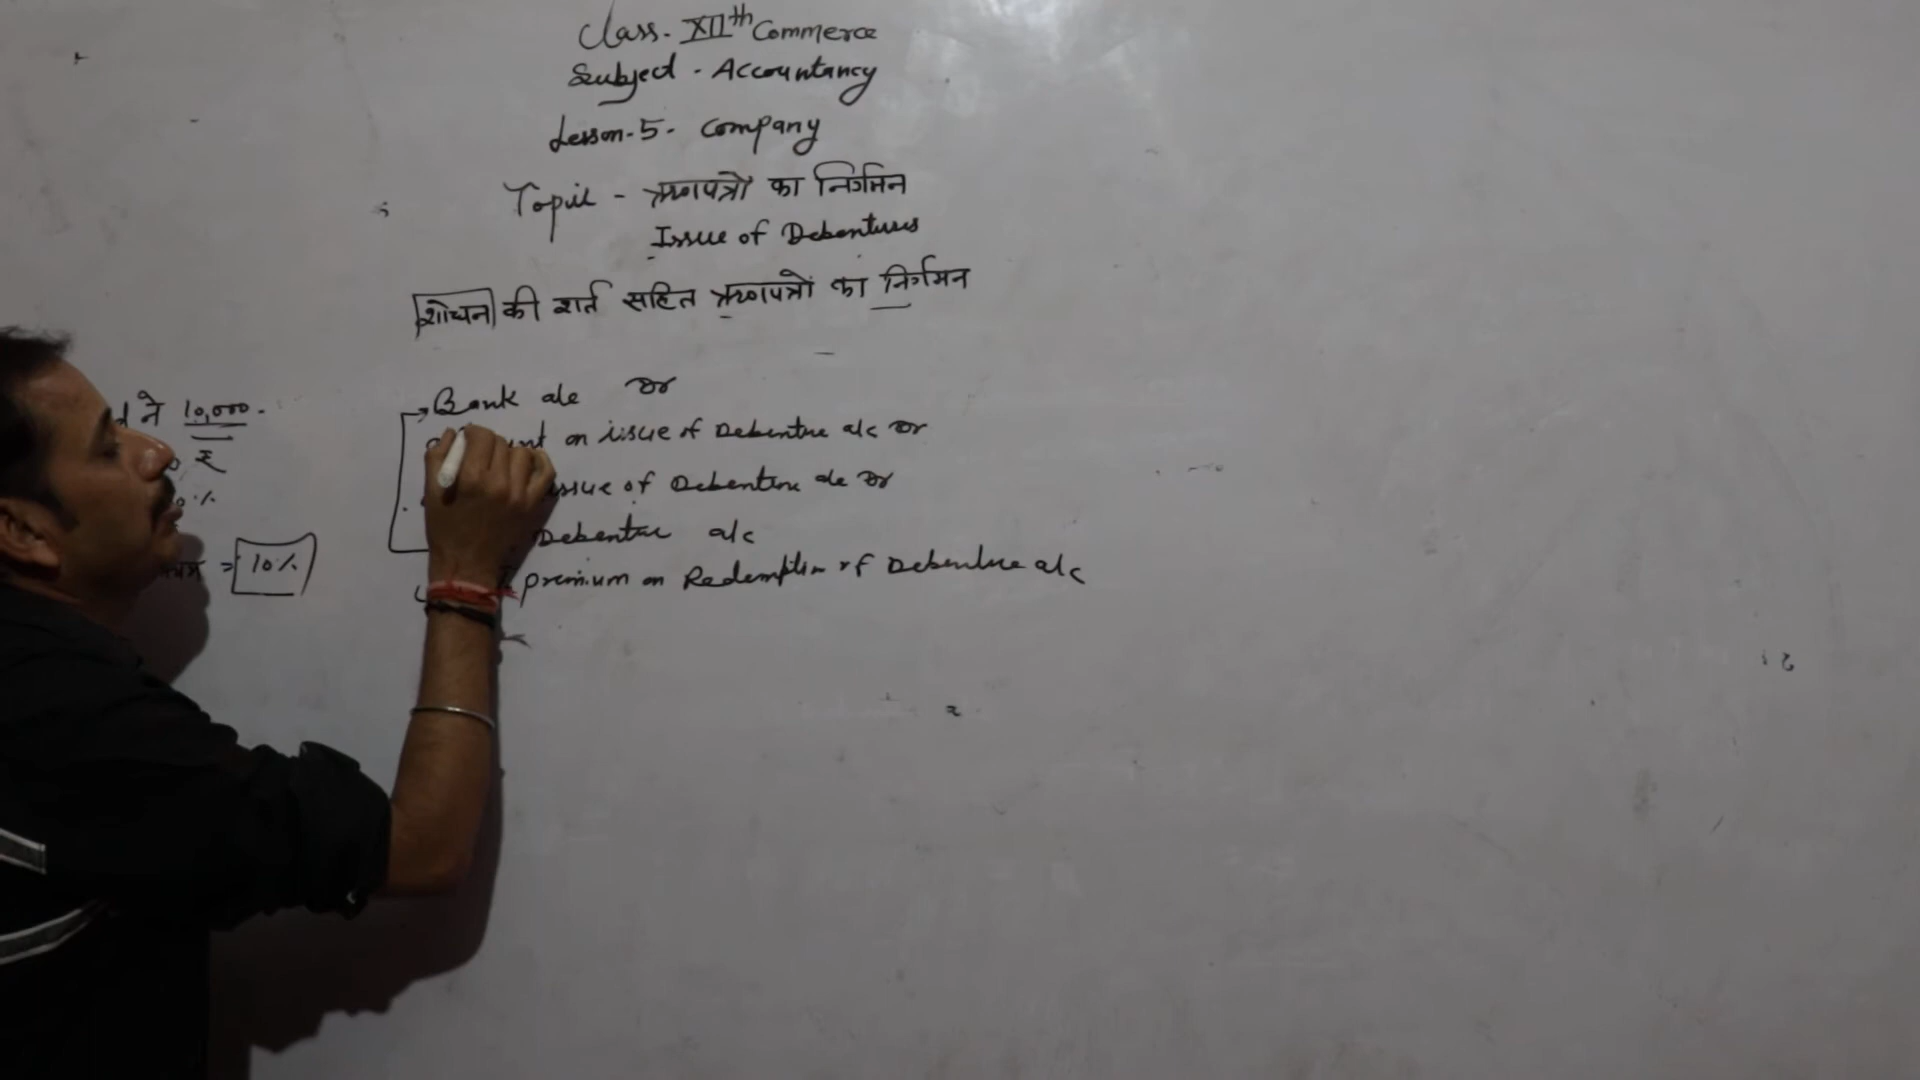 Class. XIIth Commerce
Subject - Accountancy
Lesson-5. Company
Topic - ऋणपत्रों का निर्गमन
Issue of Debentures
शोधन की शर्त सहित ऋणपत्रों का निर्गमन
ने 10,000.
₹
= 10%
Bank a/c Dr
on issue of Debenture a/c Dr
issue of Debenture a/c Dr
Debenture a/c
premium on Redemption of Debenture a/c